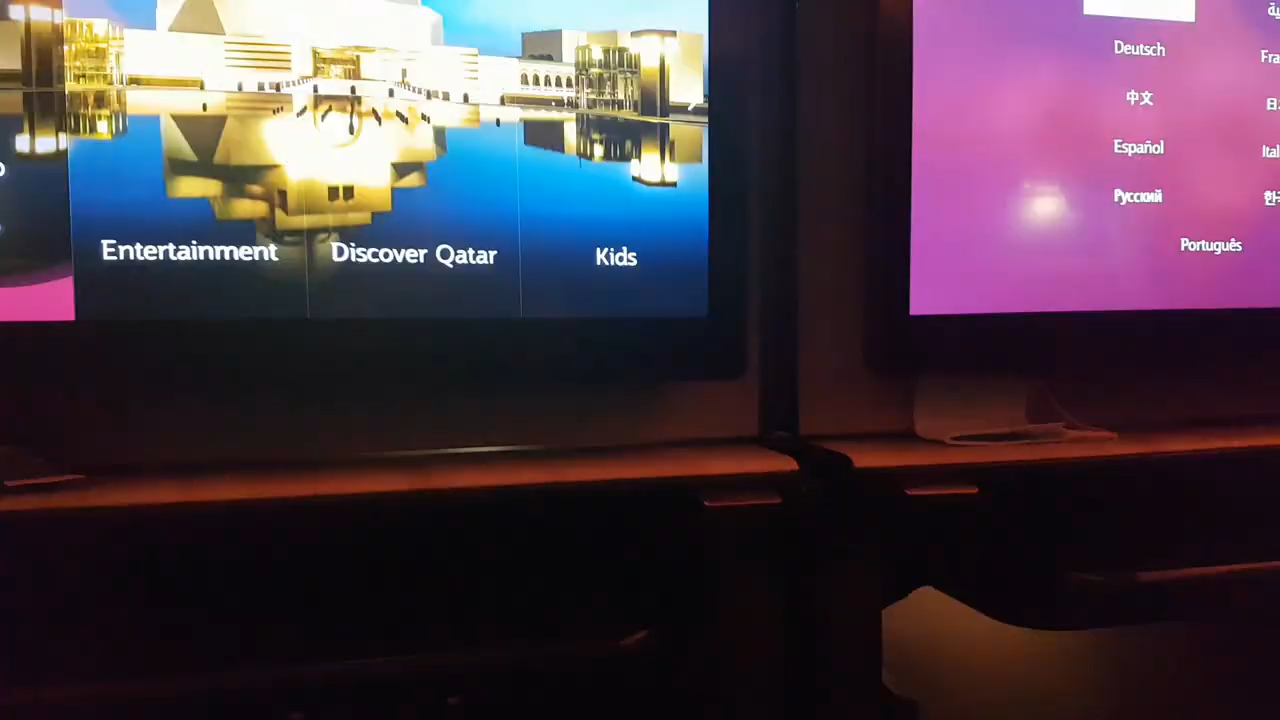 Entertainment
Discover Qatar
Kids
Deutsch
中文
Español
Русский
Português